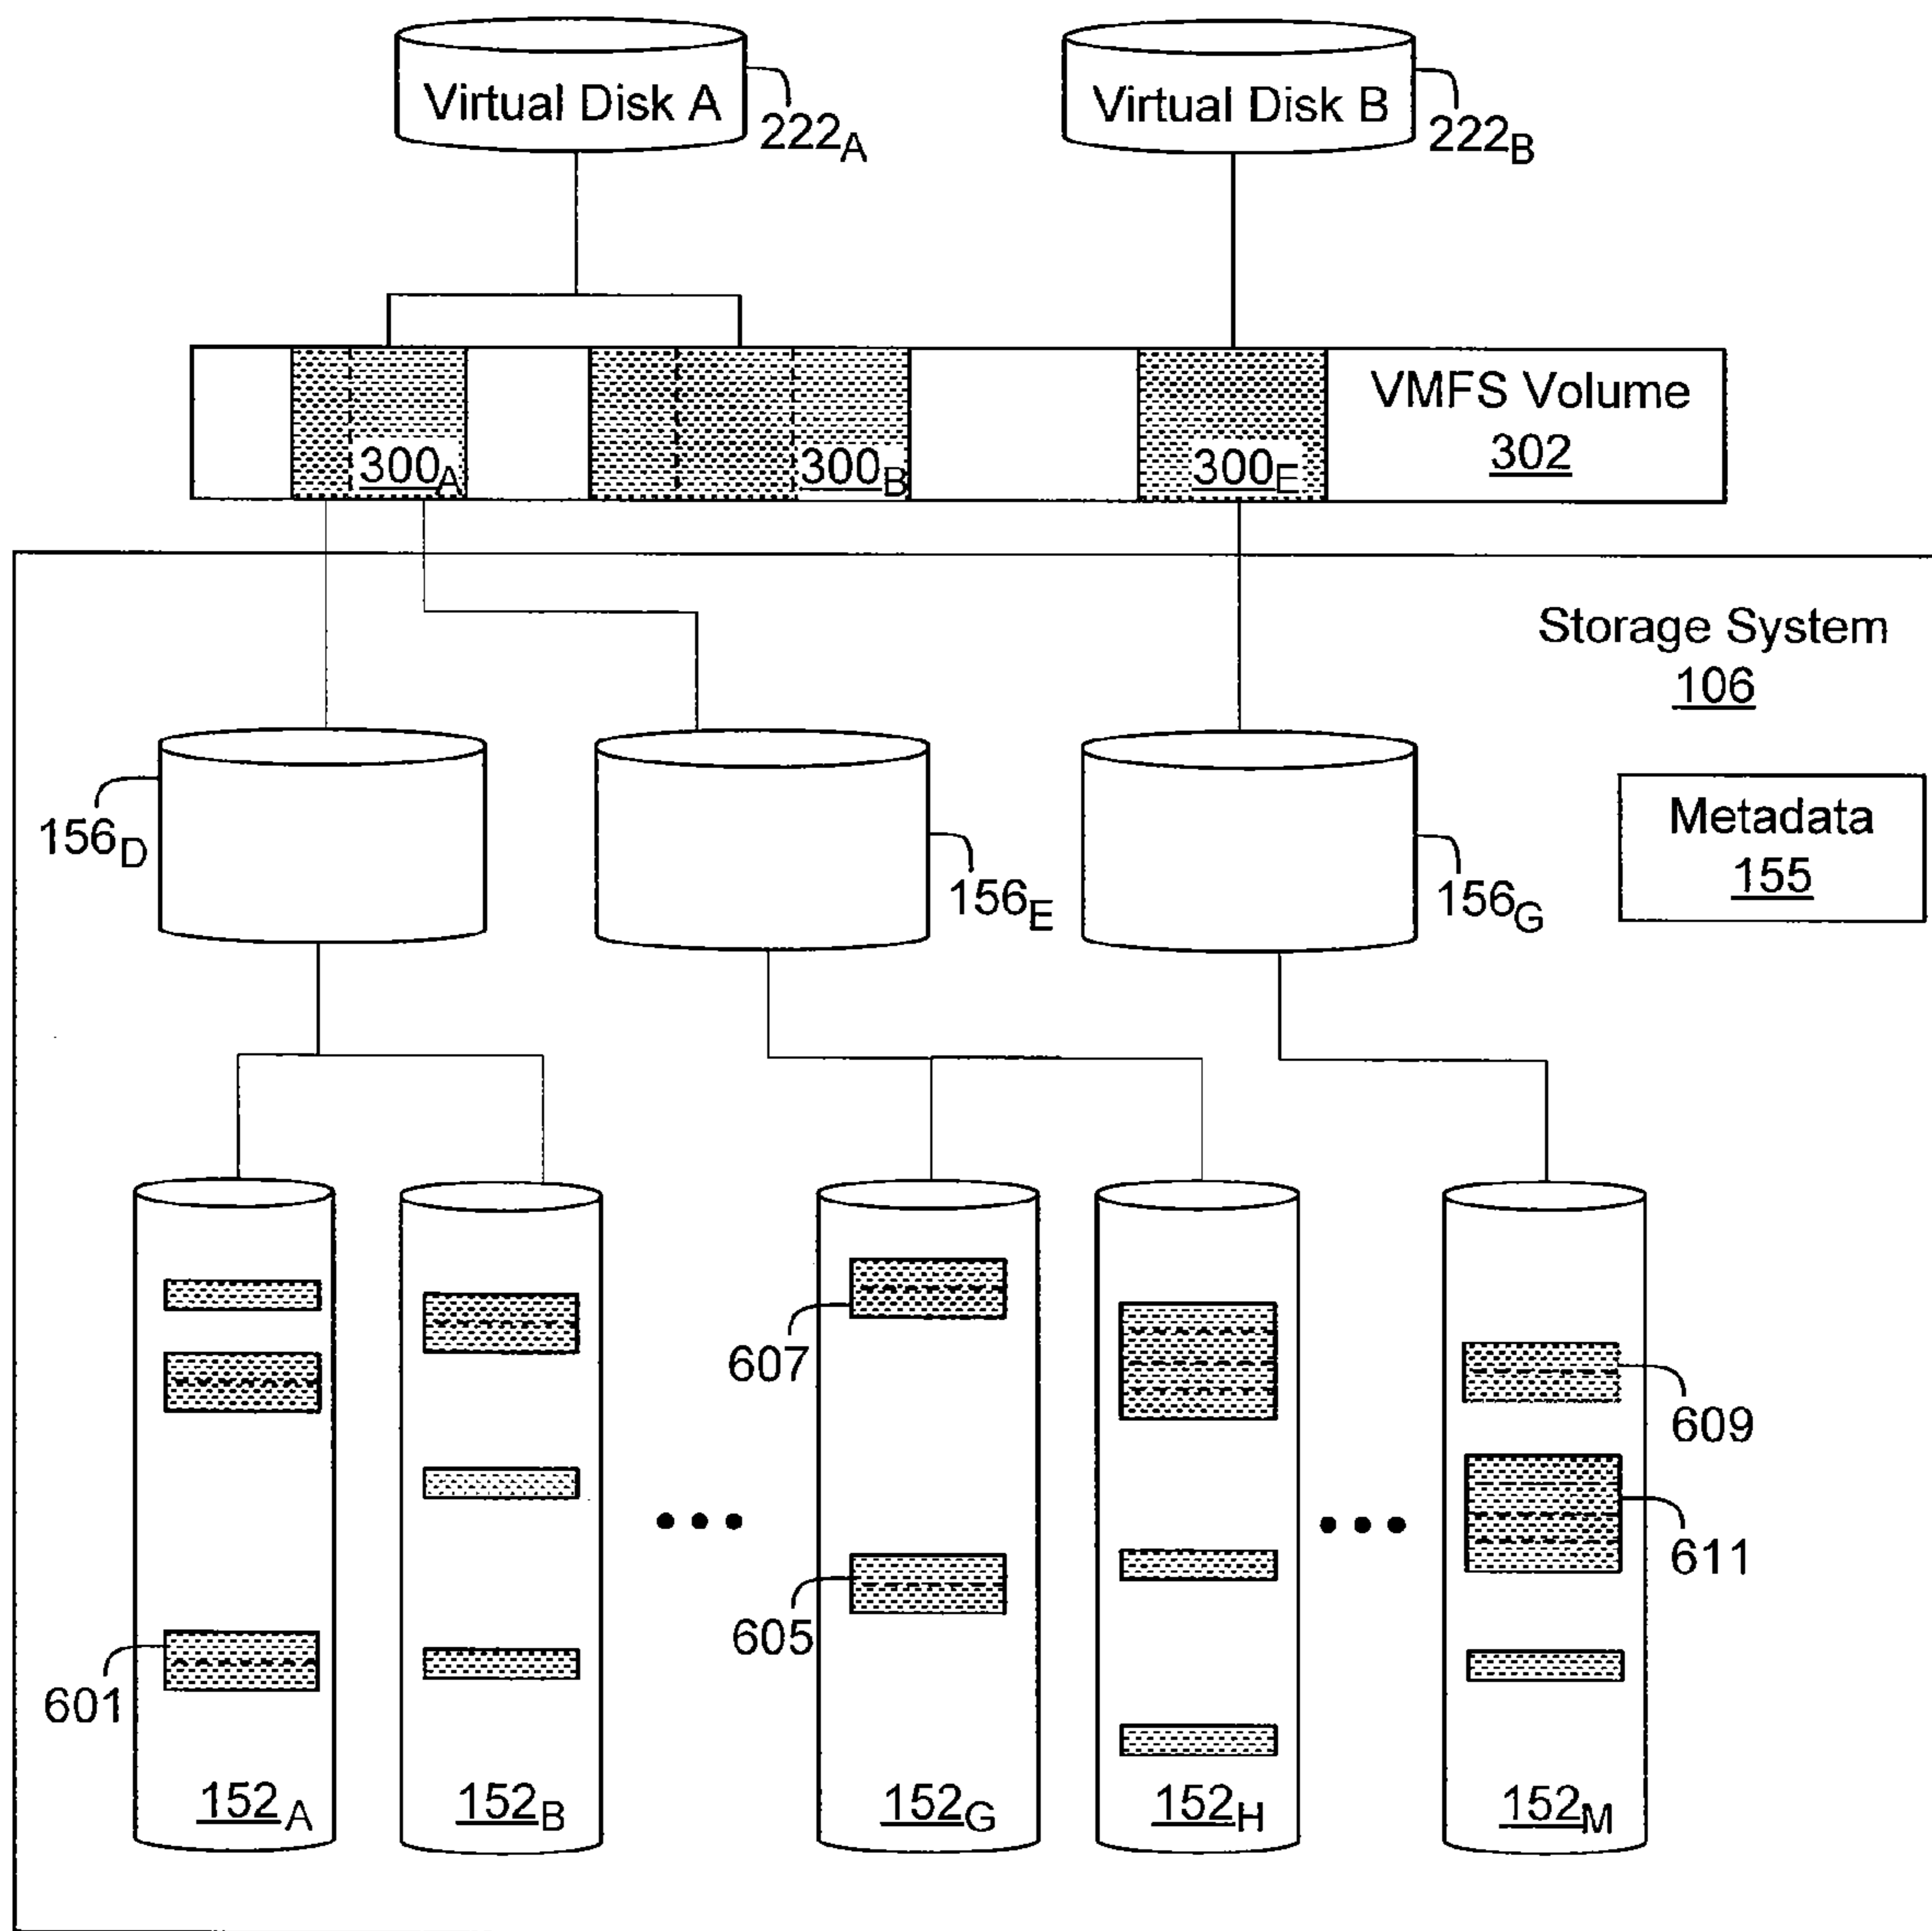 Virtual Disk A
222A
Virtual Disk B
222B
300A
300B
300E
VMFS Volume
302
Storage System
106
156D
156E
156G
Metadata
155
607
609
611
605
601
152A
152B
152G
152H
152M